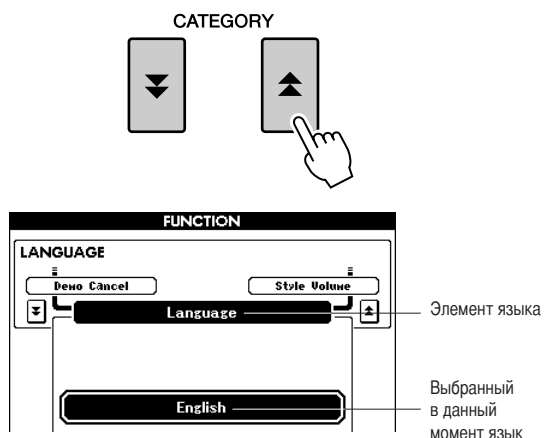 CATEGORY
FUNCTION
LANGUAGE
Demo Cancel
Style Volume
Language
Элемент языка
English
Выбранный
в данный
момент язык